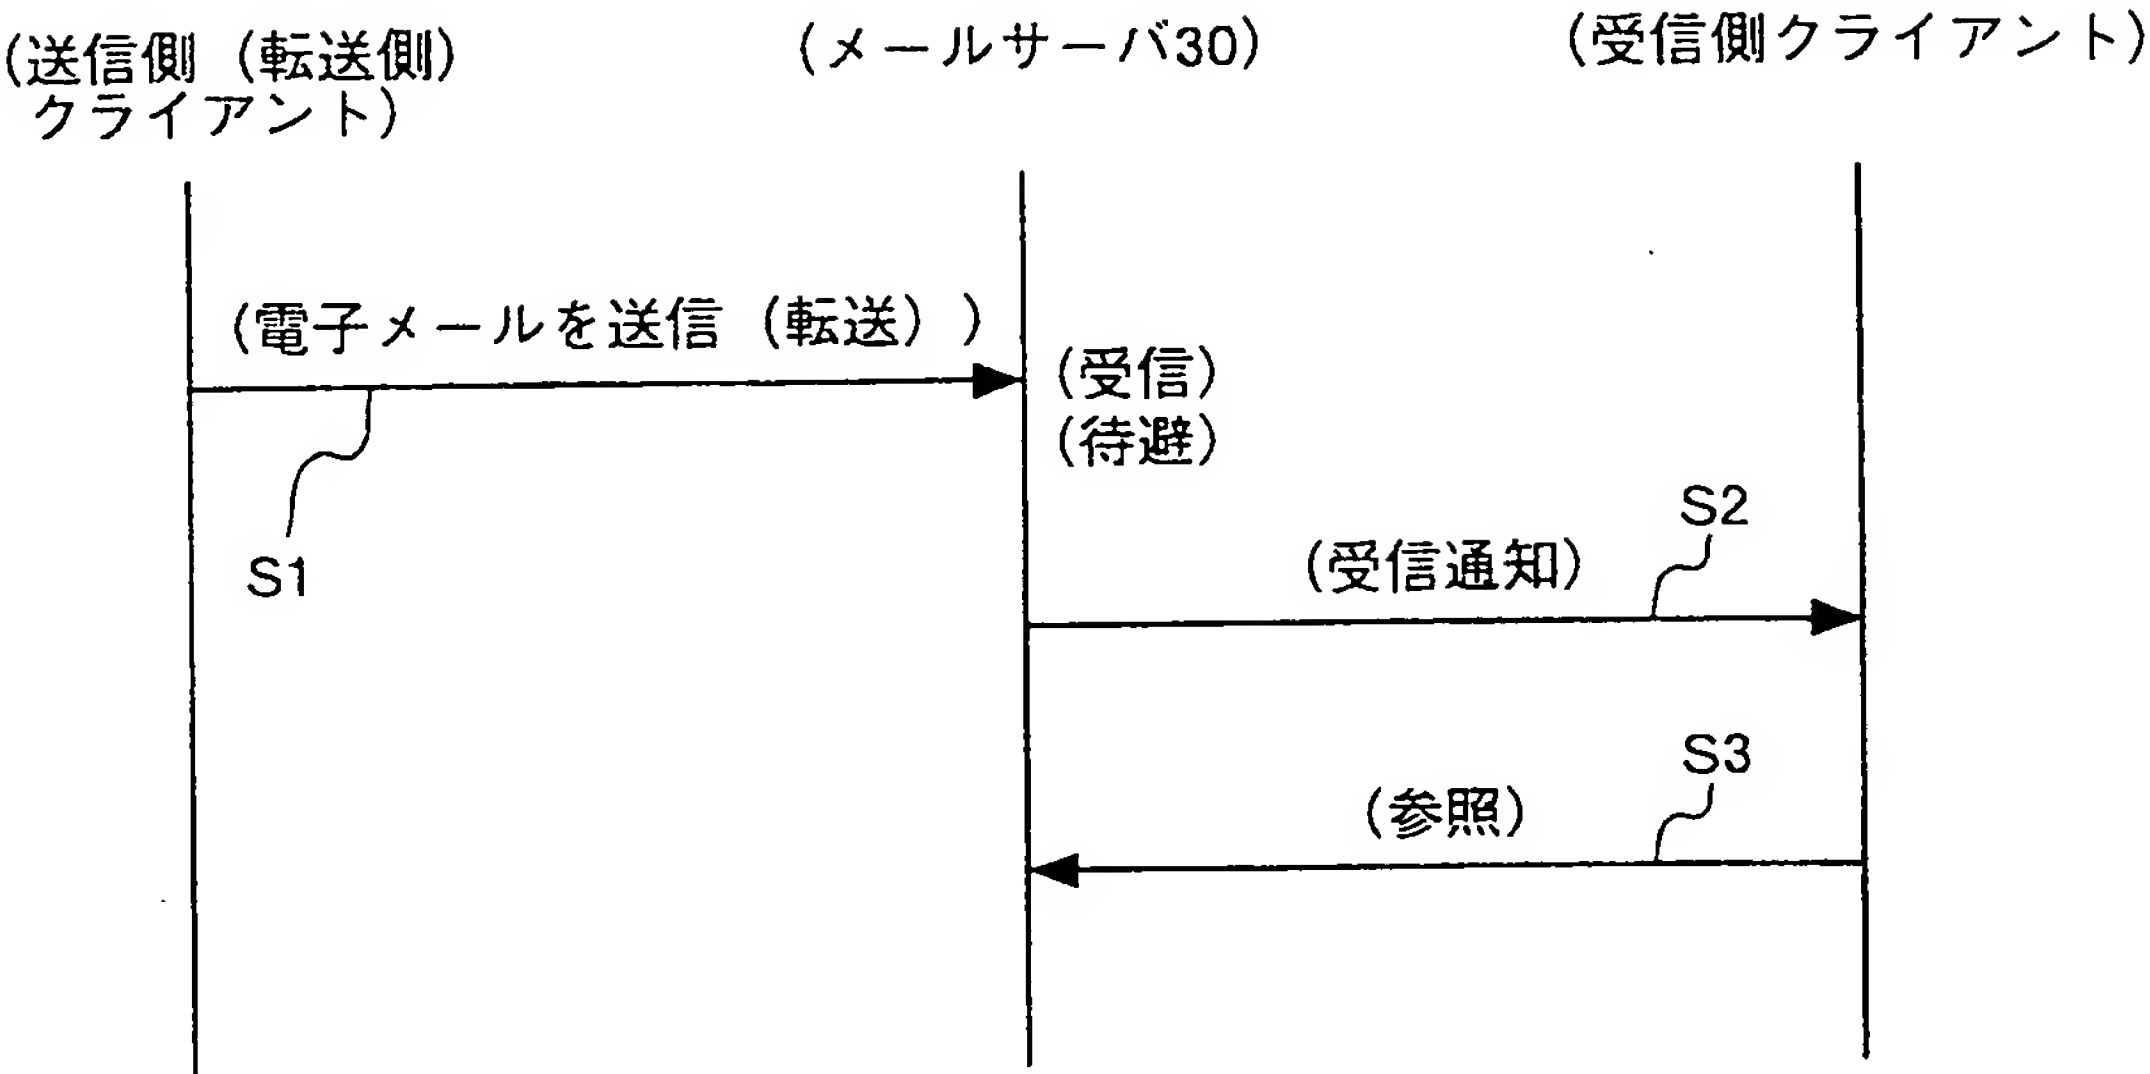 (送信側 (転送側)
クライアント)
(メールサーバ30)
(受信側クライアント)
(電子メールを送信 (転送) )
(受信)
(待避)
S1
S2
(受信通知)
S3
(参照)